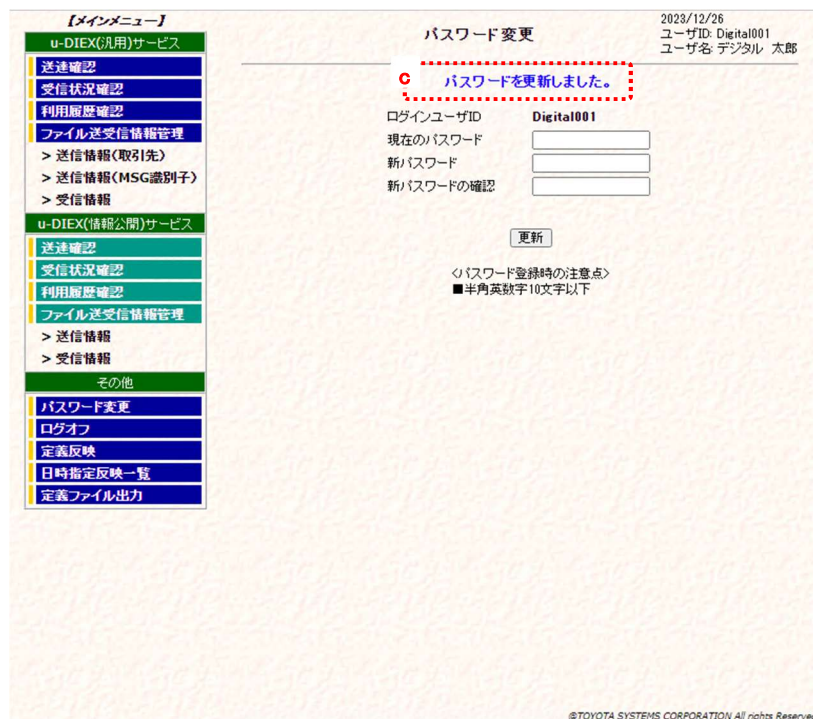 【メインメニュー】
u-DIEX(汎用)サービス
送達確認
受信状況確認
利用履歴確認
ファイル送受信情報管理
> 送信情報(取引先)
> 送信情報(MSG識別子)
> 受信情報
u-DIEX(情報公開)サービス
送達確認
受信状況確認
利用履歴確認
ファイル送受信情報管理
> 送信情報
> 受信情報
その他
パスワード変更
ログオフ
定義反映
日時指定反映一覧
定義ファイル出力
パスワード変更
2023/12/26
ユーザID: Digital001
ユーザ名: デジタル 太郎
C
パスワードを更新しました。
ログインユーザID Digital001
現在のパスワード
新パスワード
新パスワードの確認
更新
<パスワード登録時の注意点>
■半角英数字10文字以下
©TOYOTA SYSTEMS CORPORATION All rights Reserve